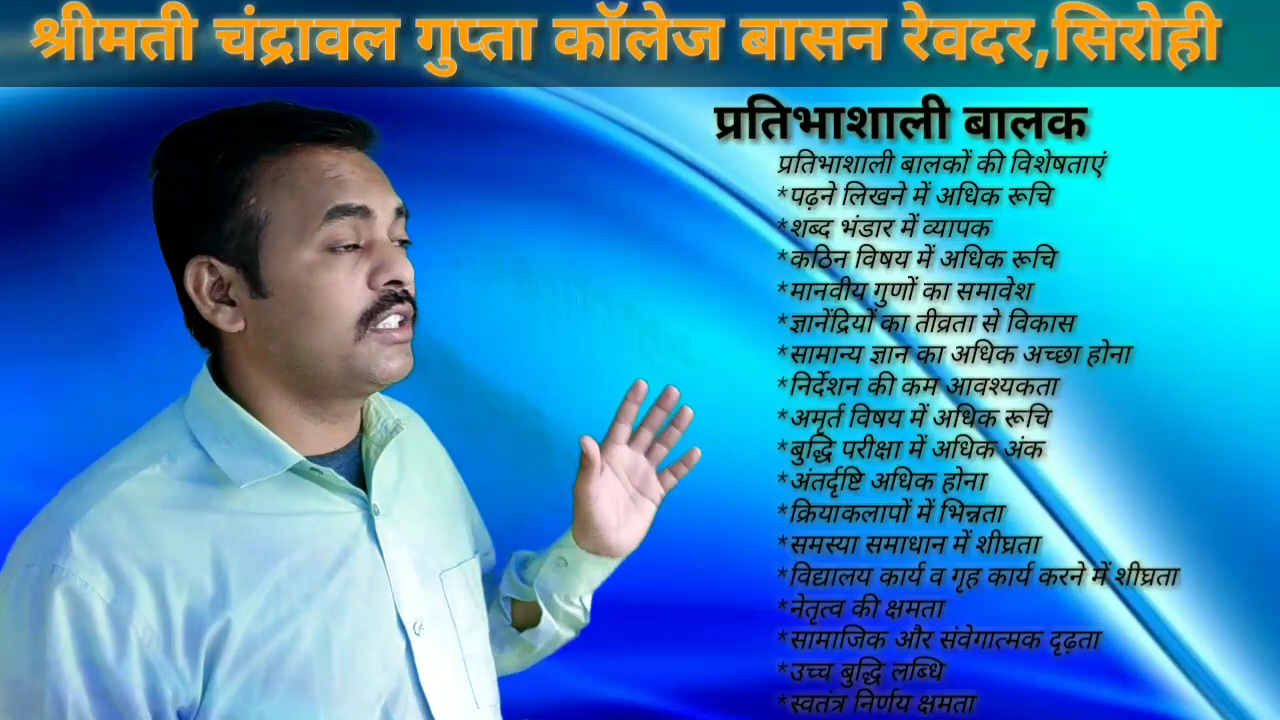 श्रीमती चंद्रावल गुप्ता कॉलेज बासन रेवदर,सिरोही
प्रतिभाशाली बालक
प्रतिभाशाली बालकों की विशेषताएं
*पढ़ने लिखने में अधिक रूचि
*शब्द भंडार में व्यापक
*कठिन विषय में अधिक रूचि
*मानवीय गुणों का समावेश
*ज्ञानेंद्रियों का तीव्रता से विकास
*सामान्य ज्ञान का अधिक अच्छा होना
*निर्देशन की कम आवश्यकता
*अमूर्त विषय में अधिक रूचि
*बुद्धि परीक्षा में अधिक अंक
*अंतर्दृष्टि अधिक होना
*क्रियाकलापों में भिन्नता
*समस्या समाधान में शीघ्रता
*विद्यालय कार्य व गृह कार्य करने में शीघ्रता
*नेतृत्व की क्षमता
*सामाजिक और संवेगात्मक दृढ़ता
*उच्च बुद्धि लब्धि
*स्वतंत्र निर्णय क्षमता